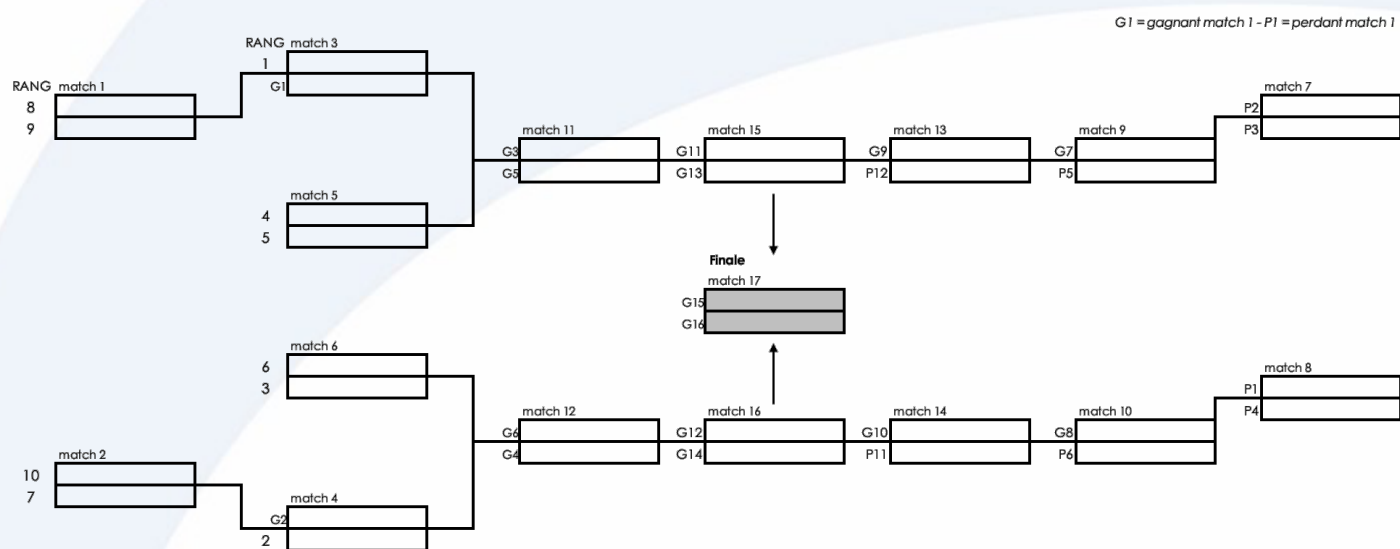 G1 = gagnant match 1 - P1 = perdant match 1
RANG match 3
1
G1
RANG match 1
8
9
match 7
P2
P3
match 11
G3
G5
match 15
G11
G13
match 13
G9
P12
match 9
G7
P5
match 5
4
5
Finale
match 17
G15
G16
match 6
6
3
match 8
P1
P4
match 12
G6
G4
match 16
G12
G14
match 14
G10
P11
match 10
G8
P6
match 2
10
7
match 4
G2
2